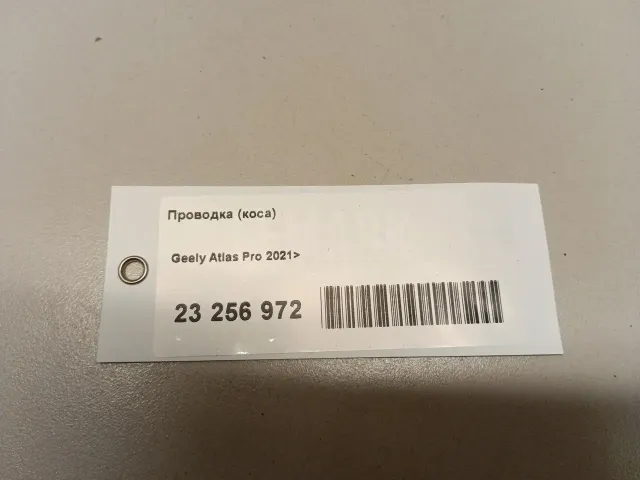 Проводка (коса)
Geely Atlas Pro 2021>
23 256 972